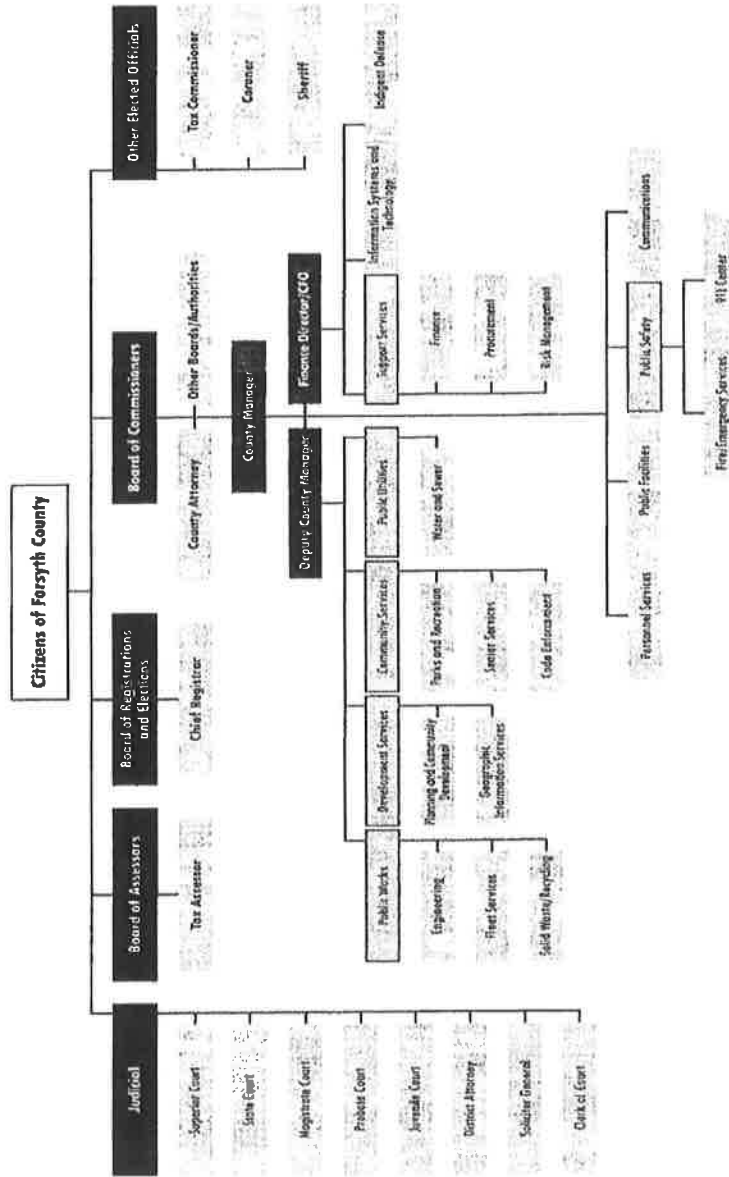 Citizens of Forsyth County
Judicial
Superior Court
State Court
Magistrate Court
Probate Court
Juvenile Court
District Attorney
Solicitor General
Clerk of Court
Board of Assessors
Tax Assessor
Board of Registrations
and Elections
Chief Registrar
Board of Commissioners
County Attorney
Other Boards/Authorities
County Manager
Deputy County Manager
Finance Director/CFO
Public Works
Engineering
Fleet Services
Solid Waste/Recycling
Development Services
Planning and Community
Development
Geographic
Information Services
Community Services
Parks and Recreation
Senior Services
Code Enforcement
Public Utilities
Water and Sewer
Support Services
Finance
Procurement
Risk Management
Information Systems and
Technology
Indigent Defense
Personnel Services
Public Facilities
Public Safety
Fire/Emergency Services
911 Center
Communications
Other Elected Officials
Tax Commissioner
Coroner
Sheriff